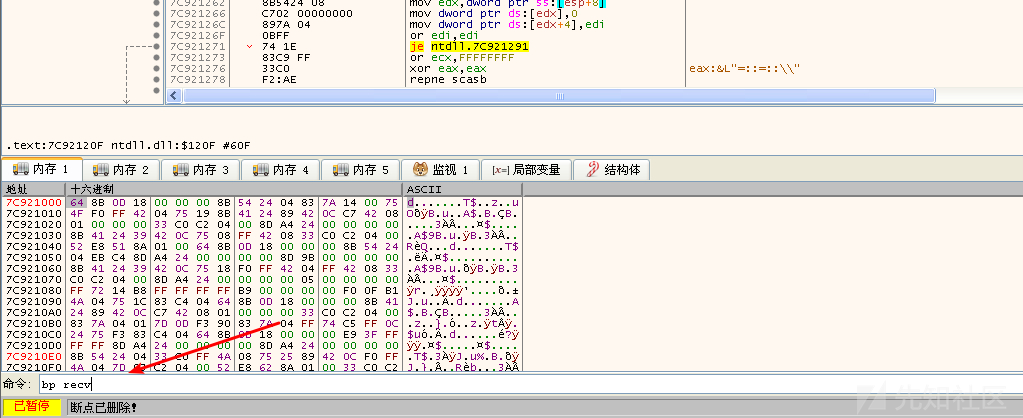 7C921262 8B5424 08 mov edx,dword ptr ss:[esp+8]
7C921266 C702 00000000 mov dword ptr ds:[edx],0
7C92126C 897A 04 mov dword ptr ds:[edx+4],edi
7C92126F 0BFF or edi,edi
7C921271 74 1E je ntdll.7C921291
7C921273 83C9 FF or ecx,FFFFFFFF
7C921276 33C0 xor eax,eax eax:&L"=::=::\\"
7C921278 F2:AE repne scasb
.text:7C92120F ntdll.dll:$120F #60F
内存 1 内存 2 内存 3 内存 4 内存 5 监视 1 [x=] 局部变量 结构体
地址 十六进制 ASCII
7C921000 64 8B 0D 18 00 00 00 8B 54 24 04 83 7A 14 00 75 d.......T$..z..u
7C921010 4F F0 FF 42 04 75 19 8B 41 24 89 42 0C C7 42 08 OðÿB.u..A$.B.ÇB.
7C921020 01 00 00 00 33 C0 C2 04 00 8D A4 24 00 00 00 00 ....3ÀÂ...¤$....
7C921030 8B 41 24 39 42 0C 75 08 FF 42 08 33 C0 C2 04 00 .A$9B.u.ÿB.3ÀÂ..
7C921040 52 E8 51 8A 01 00 64 8B 0D 18 00 00 00 8B 54 24 RèQ...d.......T$
7C921050 04 EB C4 8D A4 24 00 00 00 00 8D 9B 00 00 00 00 .ëÄ.¤$..........
7C921060 8B 41 24 39 42 0C 75 18 F0 FF 42 04 FF 42 08 33 .A$9B.u.ðÿB.ÿB.3
7C921070 C0 C2 04 00 8D A4 24 00 00 00 00 05 00 00 00 00 ÀÂ...¤$.........
7C921080 FF 72 14 B8 FF FF FF FF B9 00 00 00 00 F0 0F B1 ÿr.¸ÿÿÿÿ¹....ð.±
7C921090 4A 04 75 1C 83 C4 04 64 8B 0D 18 00 00 00 8B 41 J.u..Ä.d.......A
7C9210A0 24 89 42 0C C7 42 08 01 00 00 00 33 C0 C2 04 00 $.B.ÇB.....3ÀÂ..
7C9210B0 83 7A 04 01 7D 0D F3 90 83 7A 04 FF 74 C5 FF 0C .z..}.ó..z.ÿtÅÿ.
7C9210C0 24 75 F3 83 C4 04 64 8B 0D 18 00 00 00 E9 3F FF $uó.Ä.d......é?ÿ
7C9210D0 FF FF 8D A4 24 00 00 00 00 8D A4 24 00 00 00 00 ÿÿ.¤$.....¤$....
7C9210E0 8B 54 24 04 33 C0 FF 4A 08 75 25 89 42 0C F0 FF .T$.3ÀÿJ.u%.B.ðÿ
命令: bp recv
已暂停 断点已删除!
先知社区